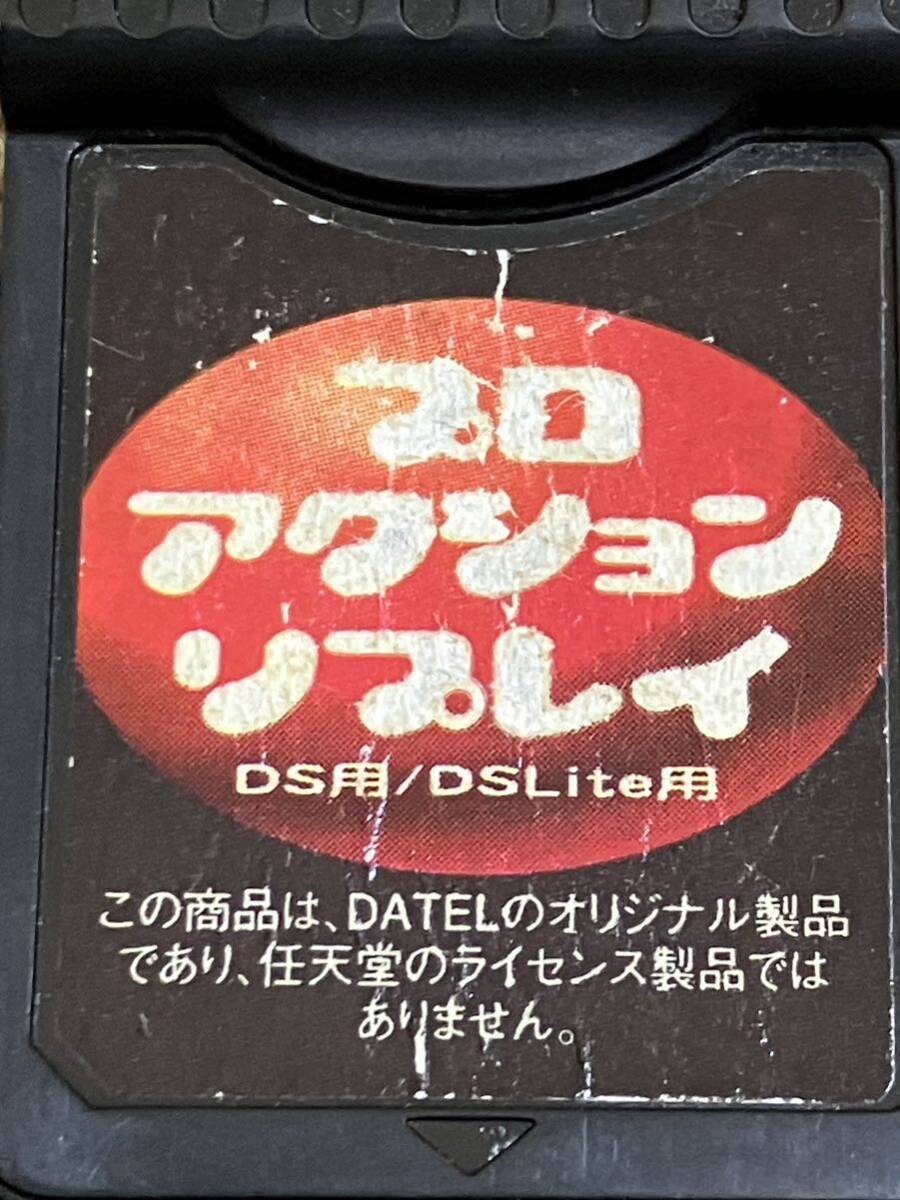 プロ
アクション
リプレイ
DS用/DSLite用
この商品は、DATELのオリジナル製品
であり、任天堂のライセンス製品では
ありません。